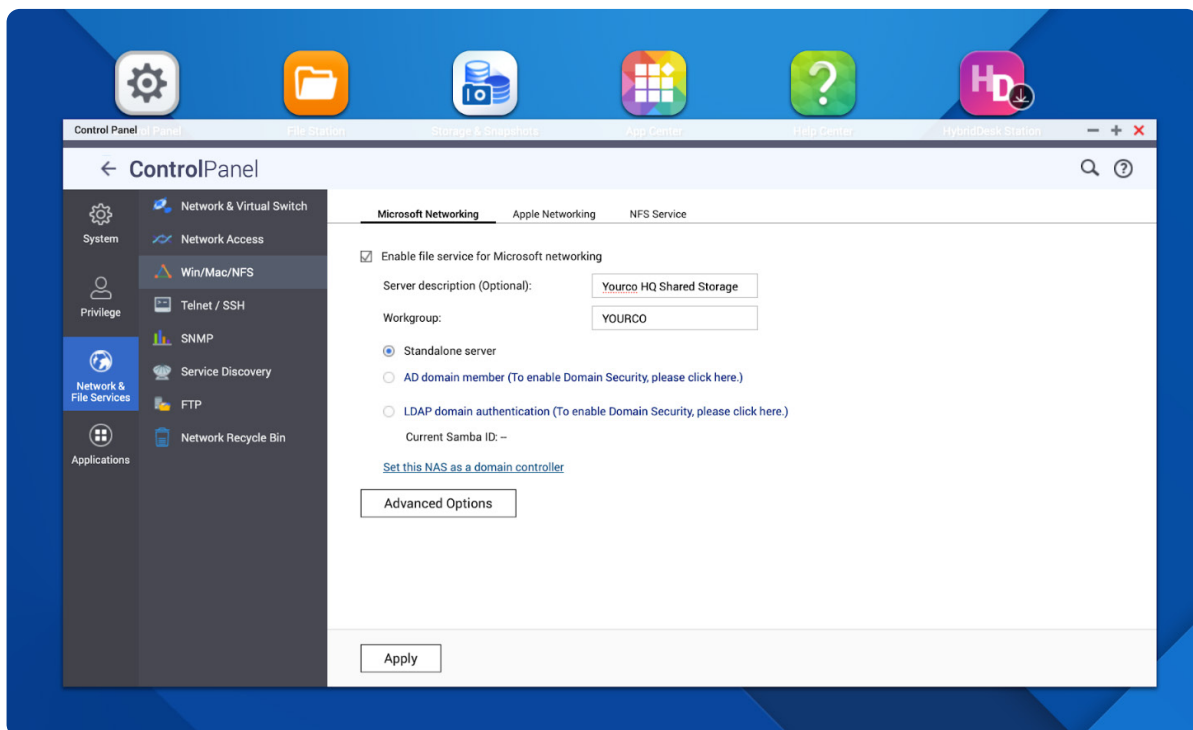 HD
Control Panel
File Station
Storage & Snapshots
App Center
Help Center
HybridDesk Station
ControlPanel
System
Privilege
Network &
File Services
Applications
Network & Virtual Switch
Network Access
Win/Mac/NFS
Telnet / SSH
SNMP
Service Discovery
FTP
Network Recycle Bin
Microsoft Networking Apple Networking NFS Service
Enable file service for Microsoft networking
Server description (Optional): Yourco HQ Shared Storage
Workgroup: YOURCO
Standalone server
AD domain member (To enable Domain Security, please click here.)
LDAP domain authentication (To enable Domain Security, please click here.)
Current Samba ID: --
Set this NAS as a domain controller
Advanced Options
Apply